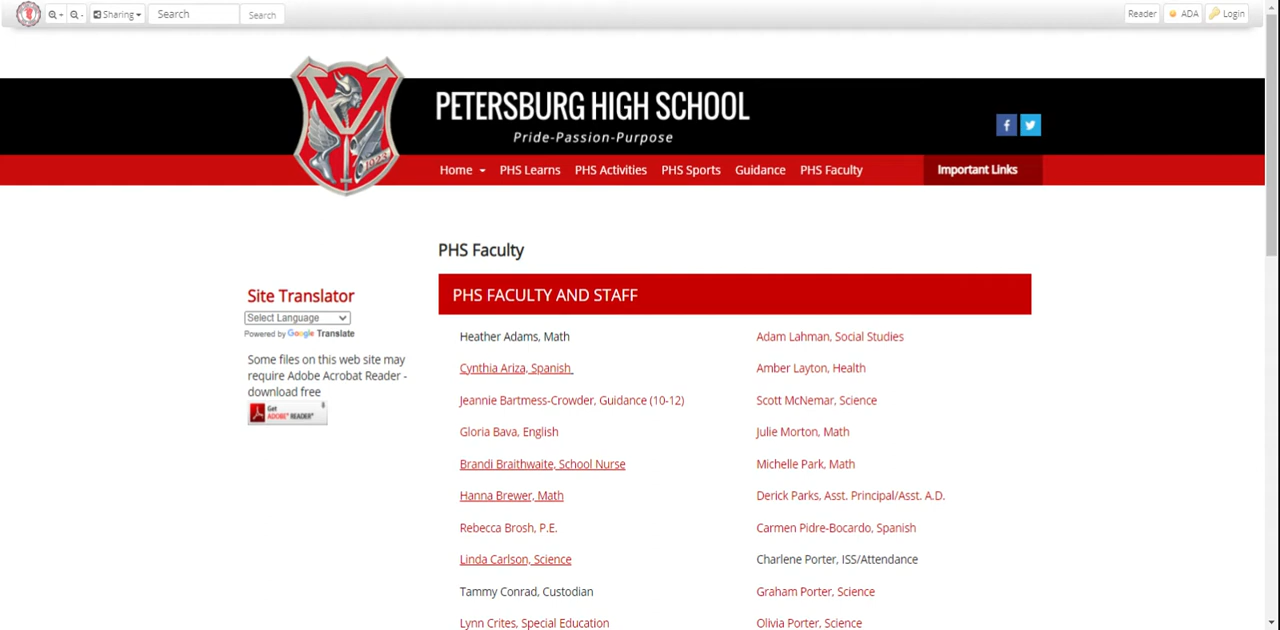 Sharing
Search
Search
Reader
ADA
Login
PETERSBURG HIGH SCHOOL
Pride-Passion-Purpose
1923
Home
PHS Learns
PHS Activities
PHS Sports
Guidance
PHS Faculty
Important Links
PHS Faculty
Site Translator
Select Language
Powered by Google Translate
Some files on this web site may
require Adobe Acrobat Reader -
download free
Get
ADOBE® READER®
PHS FACULTY AND STAFF
Heather Adams, Math
Cynthia Ariza, Spanish
Jeannie Bartmess-Crowder, Guidance (10-12)
Gloria Bava, English
Brandi Braithwaite, School Nurse
Hanna Brewer, Math
Rebecca Brosh, P.E.
Linda Carlson, Science
Tammy Conrad, Custodian
Lynn Crites, Special Education
Adam Lahman, Social Studies
Amber Layton, Health
Scott McNemar, Science
Julie Morton, Math
Michelle Park, Math
Derick Parks, Asst. Principal/Asst. A.D.
Carmen Pidre-Bocardo, Spanish
Charlene Porter, ISS/Attendance
Graham Porter, Science
Olivia Porter, Science